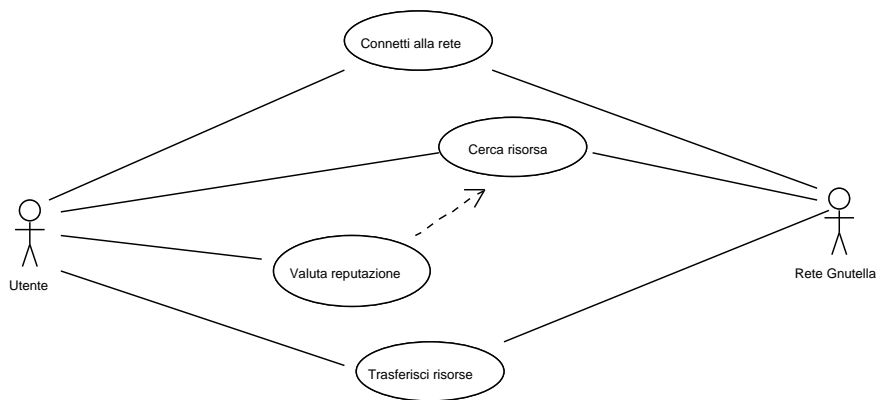 Connetti alla rete
Cerca risorsa
Valuta reputazione
Utente
Rete Gnutella
Trasferisci risorse